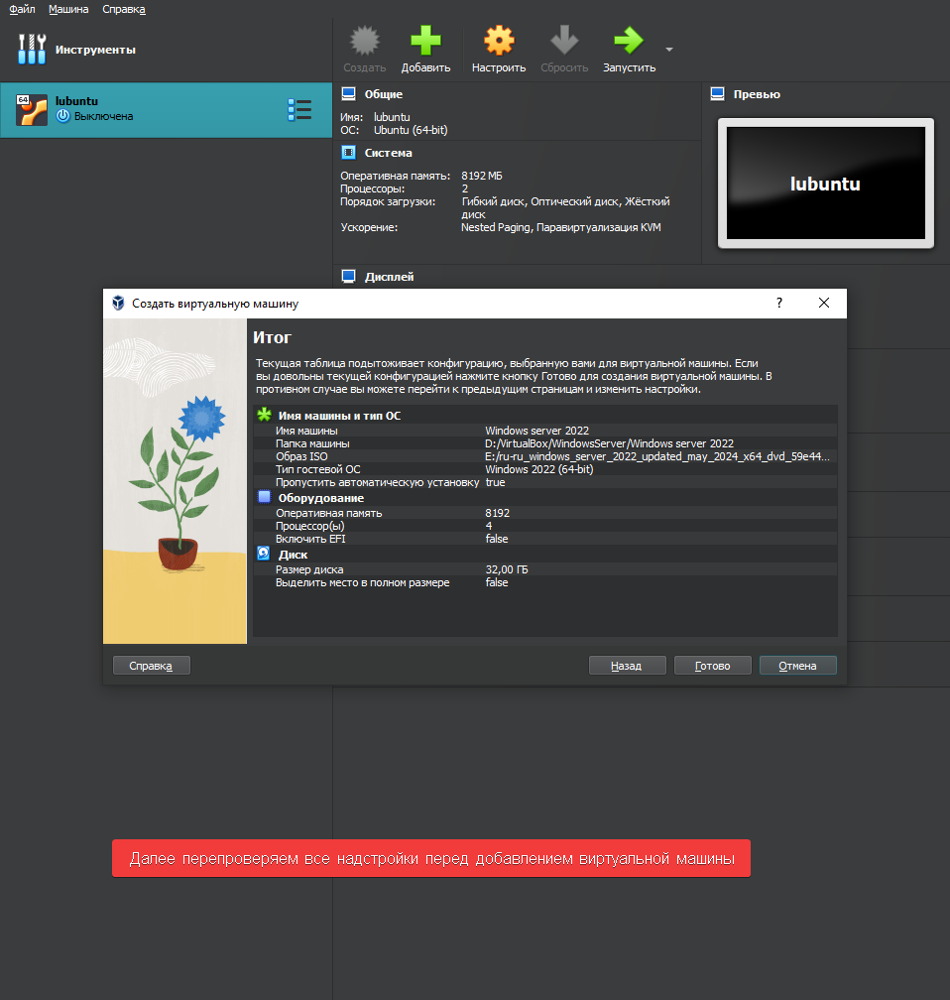 Файл Машина Справка
Инструменты
Создать Добавить Настроить Сбросить Запустить
64
lubuntu
Выключена
Общие
Имя: lubuntu
ОС: Ubuntu (64-bit)
Система
Оперативная память: 8192 МБ
Процессоры: 2
Порядок загрузки: Гибкий диск, Оптический диск, Жёсткий
диск
Ускорение: Nested Paging, Паравиртуализация KVM
Превью
lubuntu
Дисплей
Создать виртуальную машину
?
Итог
Текущая таблица подытоживает конфигурацию, выбранную вами для виртуальной машины. Если
вы довольны текущей конфигурацией нажмите кнопку Готово для создания виртуальной машины. В
противном случае вы можете перейти к предыдущим страницам и изменить настройки.
Имя машины и тип ОС
Имя машины Windows server 2022
Папка машины D:/VirtualBox/WindowsServer/Windows server 2022
Образ ISO E:/ru-ru_windows_server_2022_updated_may_2024_x64_dvd_59e44...
Тип гостевой ОС Windows 2022 (64-bit)
Пропустить автоматическую установку true
Оборудование
Оперативная память 8192
Процессор(ы) 4
Включить EFI false
Диск
Размер диска 32,00 ГБ
Выделить место в полном размере false
Справка Назад Готово Отмена
Далее перепроверяем все надстройки перед добавлением виртуальной машины